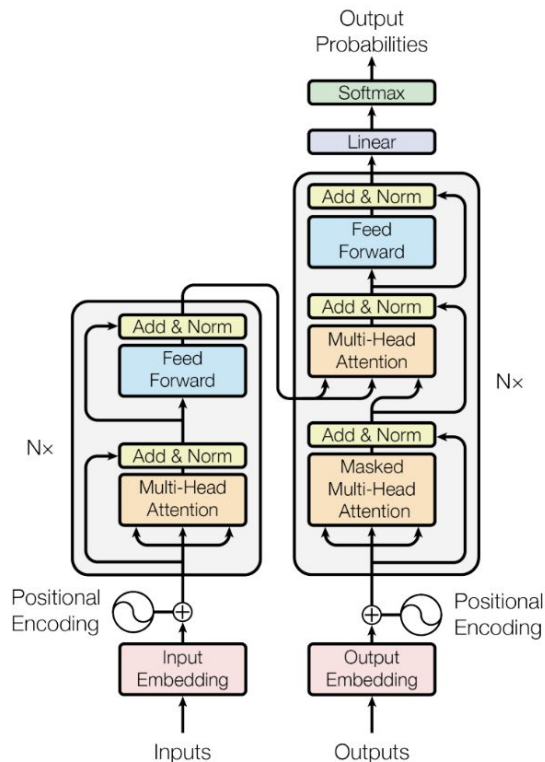 Output
Probabilities
Softmax
Linear
Add & Norm
Feed
Forward
Add & Norm
Multi-Head
Attention
Nx
Add & Norm
Masked
Multi-Head
Attention
Add & Norm
Feed
Forward
Nx
Add & Norm
Multi-Head
Attention
Positional
Encoding
Positional
Encoding
Input
Embedding
Output
Embedding
Inputs
Outputs